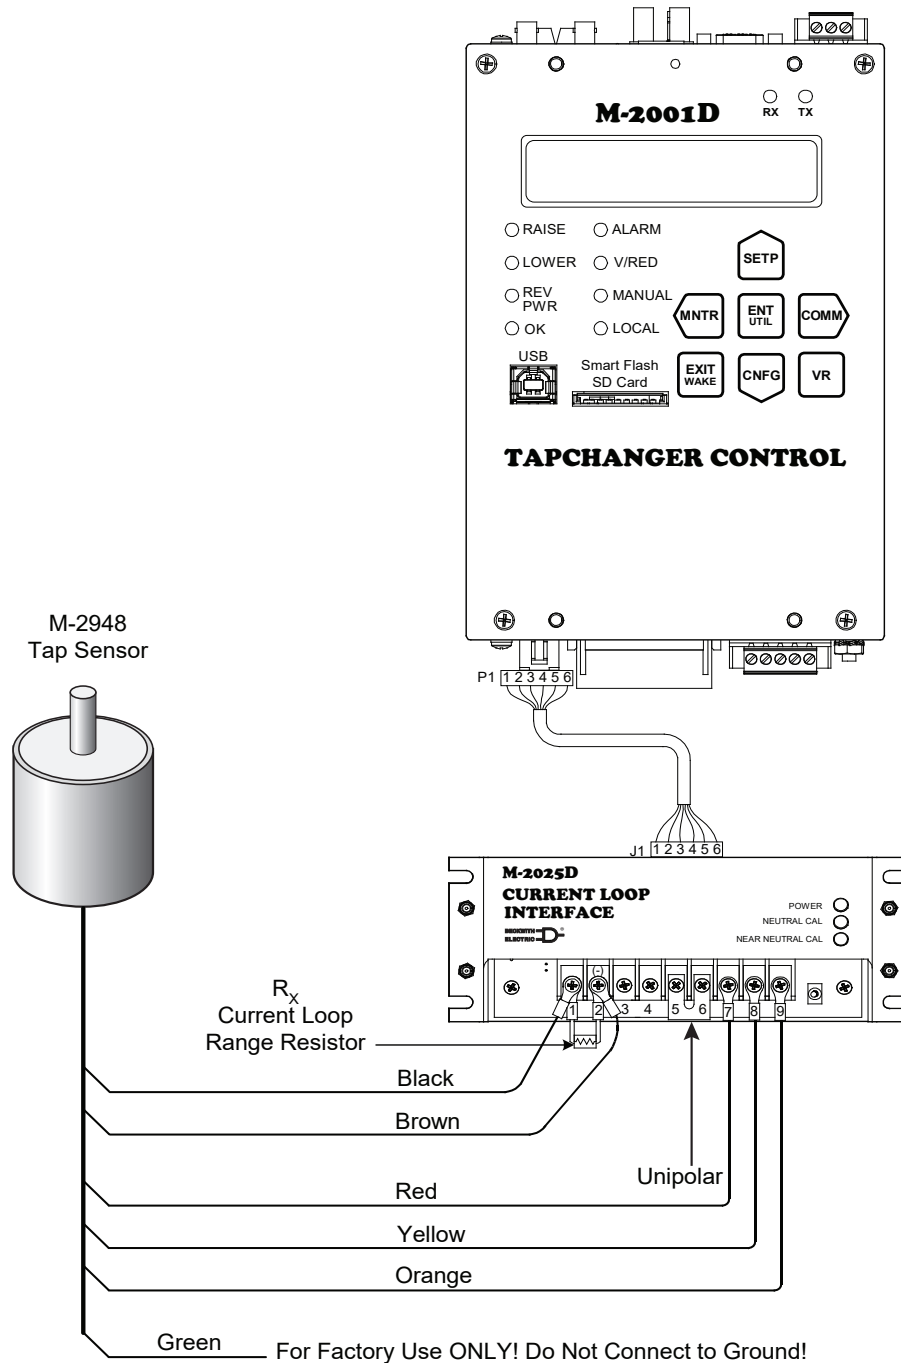 M-2001D
RX TX
RAISE ALARM
LOWER V/RED
REV PWR MANUAL
OK LOCAL
SETP
MNTR
ENT
UTIL
COMM
EXIT
WAKE
CNFG
VR
USB
Smart Flash
SD Card
TAPCHANGER CONTROL
M-2948
Tap Sensor
P1 1 2 3 4 5 6
J1 1 2 3 4 5 6
M-2025D
CURRENT LOOP
INTERFACE
BECKWITH
ELECTRIC
®
POWER
NEUTRAL CAL
NEAR NEUTRAL CAL
(-)
1 2 3 4 5 6 7 8 9
RX
Current Loop
Range Resistor
Black
Brown
Unipolar
Red
Yellow
Orange
Green For Factory Use ONLY! Do Not Connect to Ground!